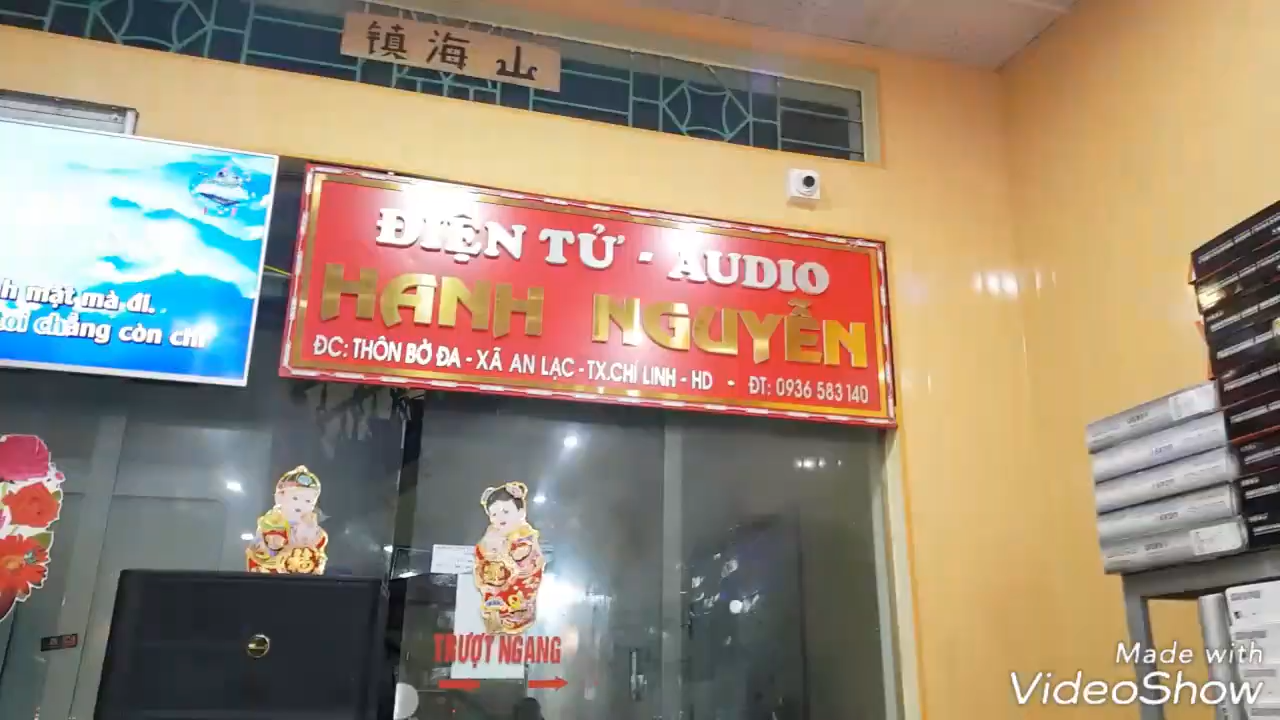 镇海山
ĐIỆN TỬ - AUDIO
HANH NGUYỄN
ĐC: THÔN BỜ ĐA - XÃ AN LẠC - TX.CHÍ LINH - HD - ĐT: 0936 583 140
h mặt mà đi.
tôi chẳng còn chi
TRƯỢT NGANG
Made with
VideoShow